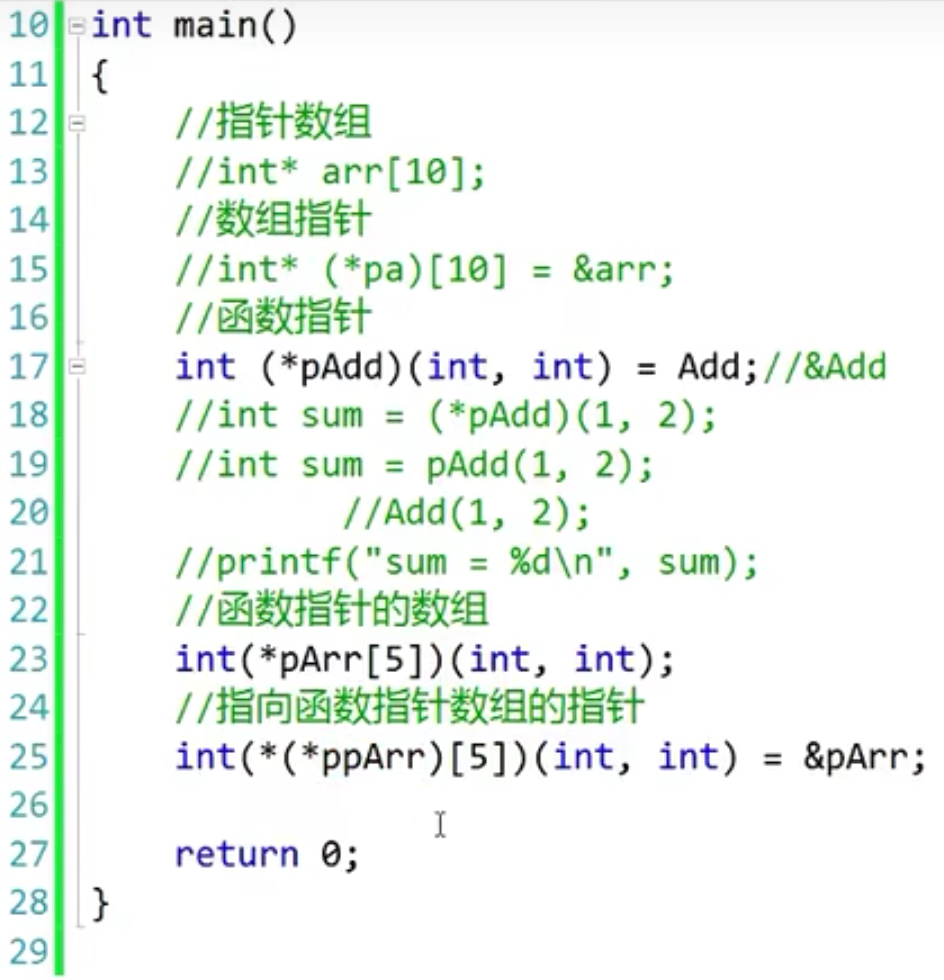 10 int main()
11 {
12 //指针数组
13 //int* arr[10];
14 //数组指针
15 //int* (*pa)[10] = &arr;
16 //函数指针
17 int (*pAdd)(int, int) = Add;//&Add
18 //int sum = (*pAdd)(1, 2);
19 //int sum = pAdd(1, 2);
20 //Add(1, 2);
21 //printf("sum = %d\n", sum);
22 //函数指针的数组
23 int(*pArr[5])(int, int);
24 //指向函数指针数组的指针
25 int(*(*ppArr)[5])(int, int) = &pArr;
26
27 return 0;
28 }
29